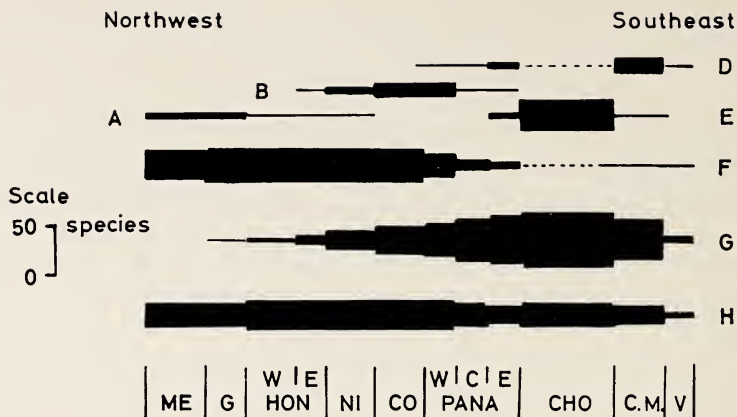 Northwest Southeast
D
B
A E
F
Scale
50 species
0
G
H
W E W C E
ME G HON NI CO PANA CHO C.M. V